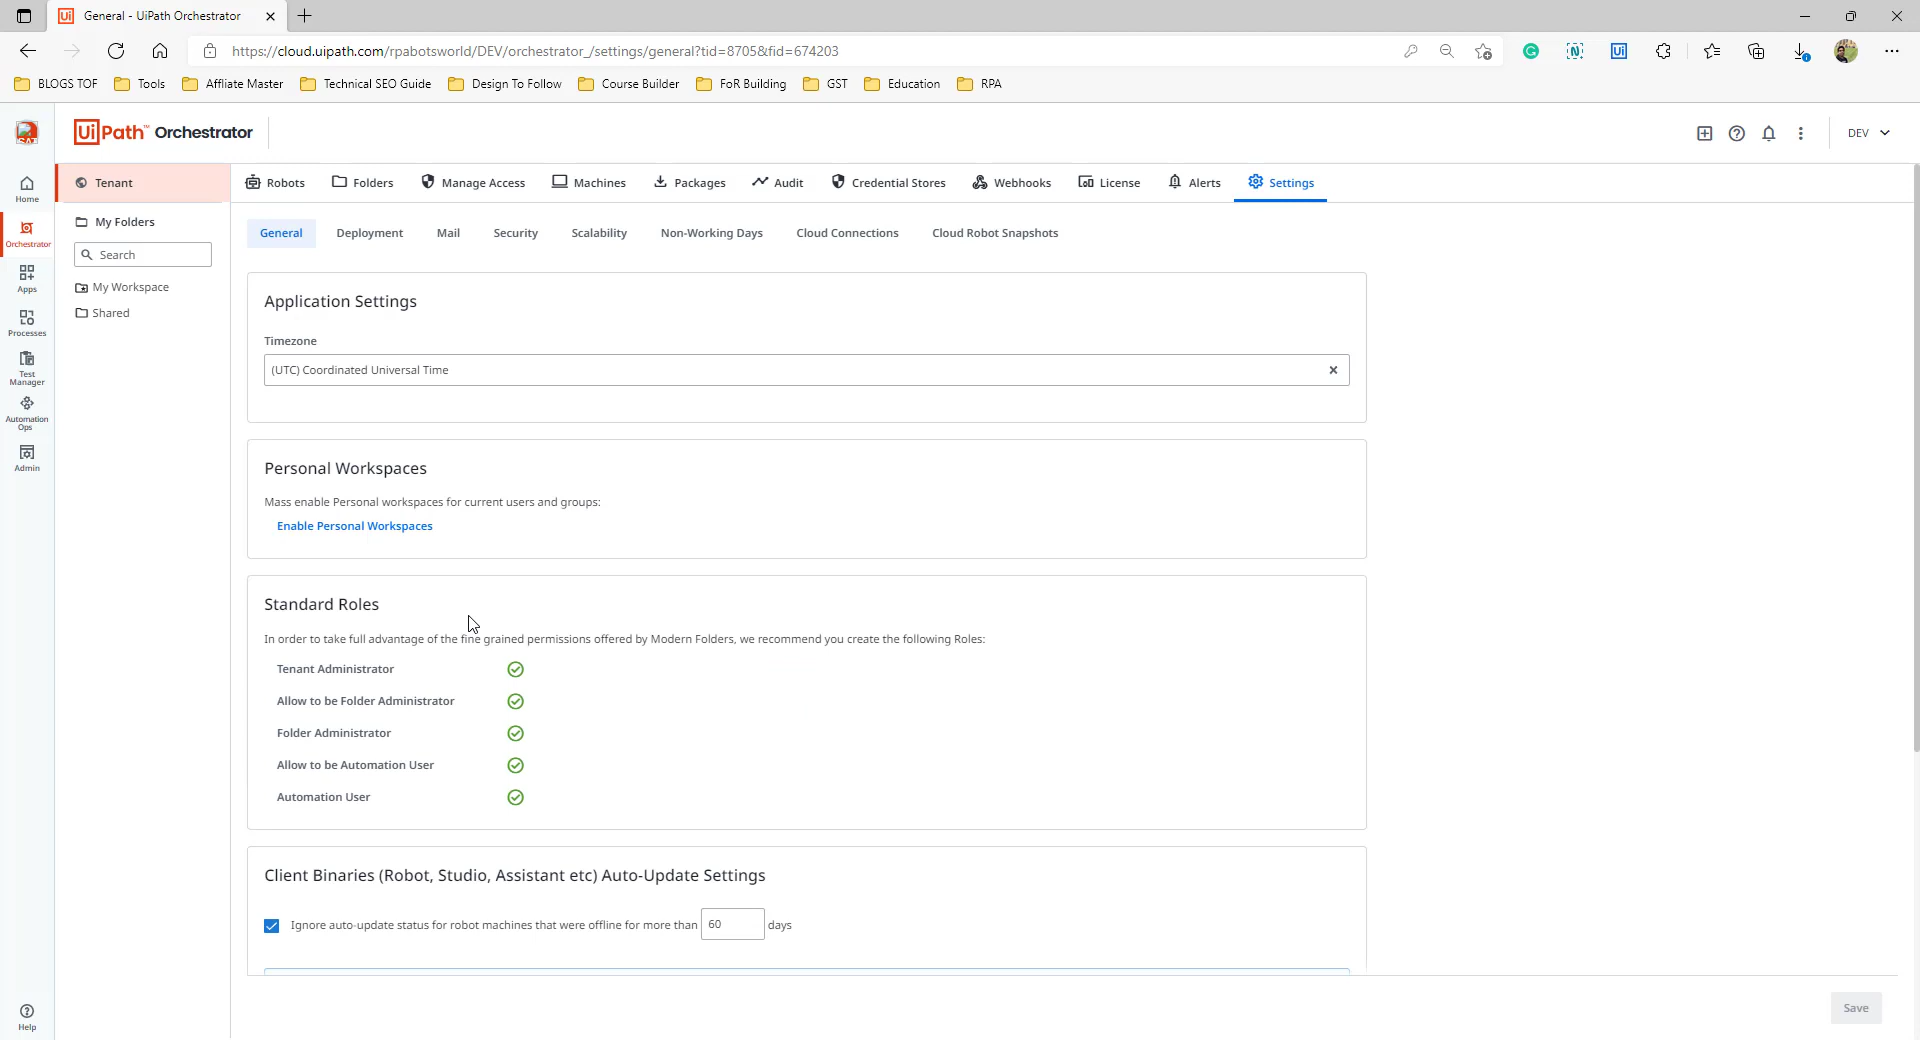 General - UiPath Orchestrator
https://cloud.uipath.com/rpabotsworld/DEV/orchestrator_/settings/general?tid=8705&fid=674203
BLOGS TOF Tools Affliate Master Technical SEO Guide Design To Follow Course Builder FoR Building GST Education RPA
UiPath™ Orchestrator
DEV
Home
Orchestrator
Apps
Processes
Test
Manager
Automation
Ops
Admin
Help
Tenant
My Folders
Search
My Workspace
Shared
Robots Folders Manage Access Machines Packages Audit Credential Stores Webhooks License Alerts Settings
General Deployment Mail Security Scalability Non-Working Days Cloud Connections Cloud Robot Snapshots
Application Settings
Timezone
(UTC) Coordinated Universal Time
Personal Workspaces
Mass enable Personal workspaces for current users and groups:
Enable Personal Workspaces
Standard Roles
In order to take full advantage of the fine grained permissions offered by Modern Folders, we recommend you create the following Roles:
Tenant Administrator
Allow to be Folder Administrator
Folder Administrator
Allow to be Automation User
Automation User
Client Binaries (Robot, Studio, Assistant etc) Auto-Update Settings
Ignore auto-update status for robot machines that were offline for more than 60 days
Save